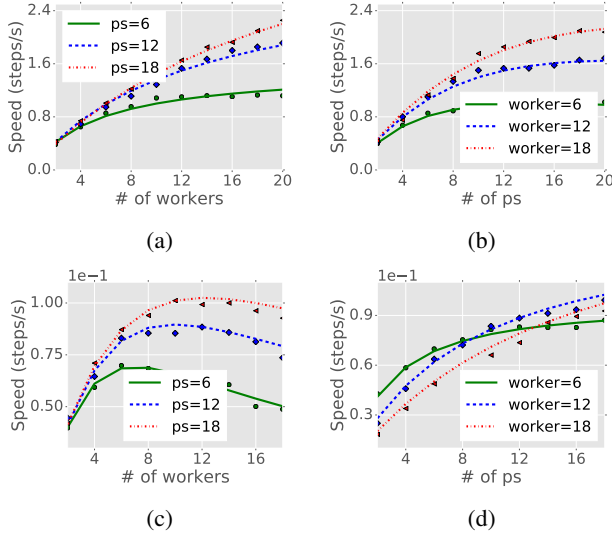 2.4
1.6
0.8
0.0
Speed (steps/s)
ps=6
ps=12
ps=18
4 8 12 16 20
# of workers
(a)
2.4
1.6
0.8
0.0
Speed (steps/s)
worker=6
worker=12
worker=18
4 8 12 16 20
# of ps
(b)
1e−1
1.00
0.75
0.50
Speed (steps/s)
ps=6
ps=12
ps=18
4 8 12 16
# of workers
(c)
1e−1
0.9
0.6
0.3
Speed (steps/s)
worker=6
worker=12
worker=18
4 8 12 16
# of ps
(d)